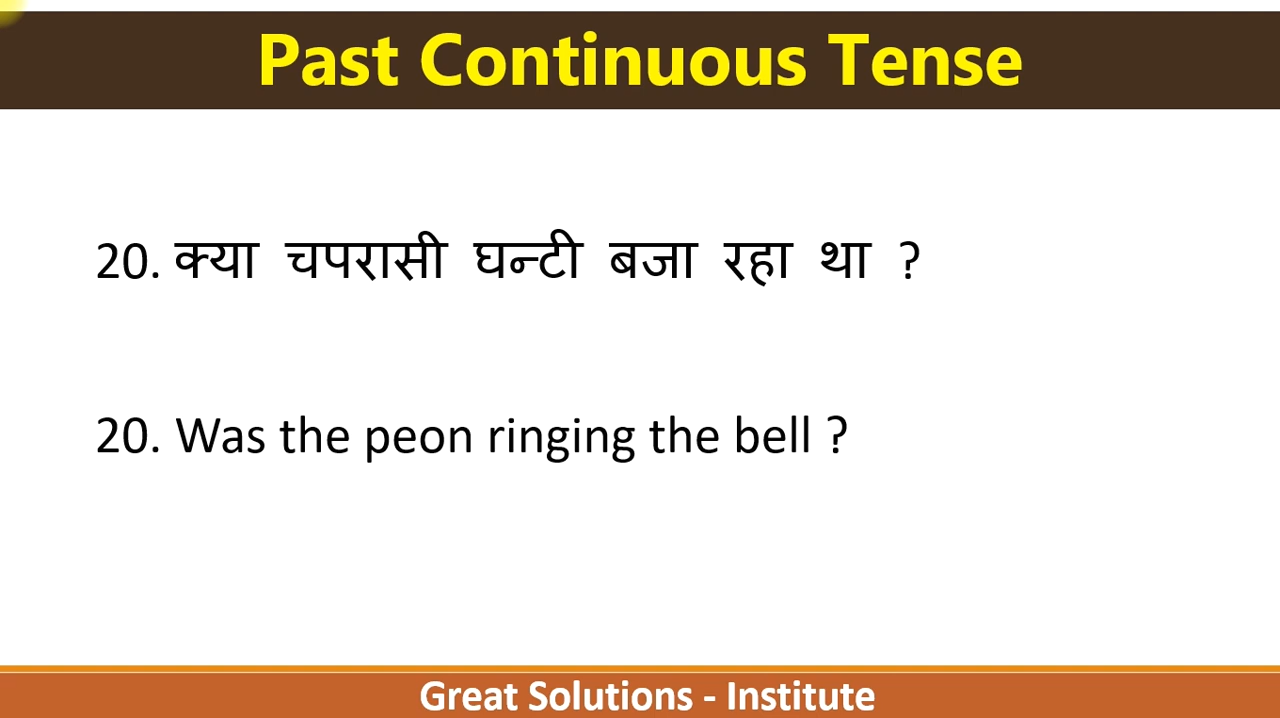 Past Continuous Tense
20. क्या चपरासी घन्टी बजा रहा था ?
20. Was the peon ringing the bell ?
Great Solutions - Institute